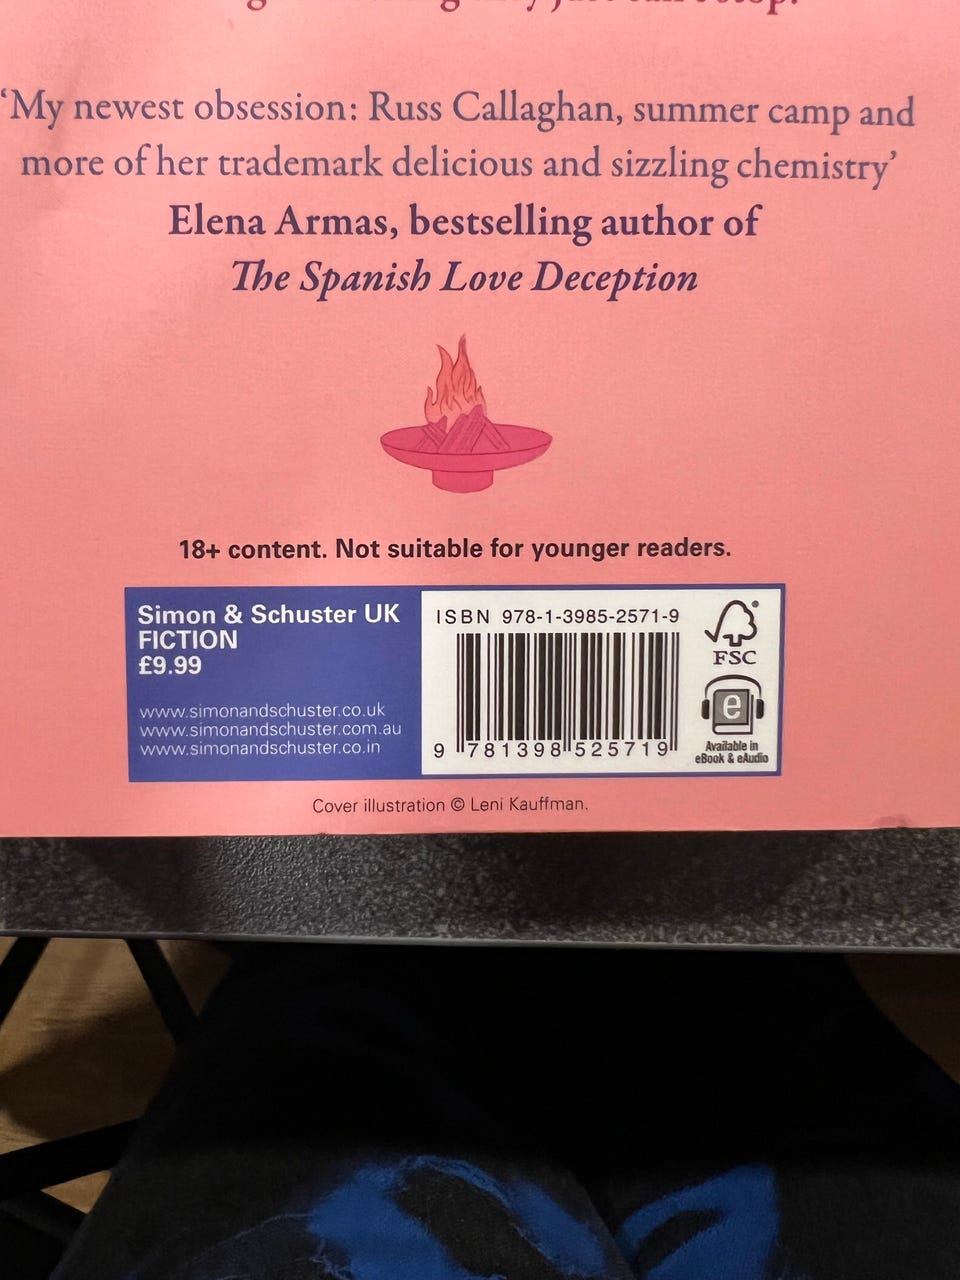 just can't stop.
'My newest obsession: Russ Callaghan, summer camp and
more of her trademark delicious and sizzling chemistry'
Elena Armas, bestselling author of
The Spanish Love Deception
18+ content. Not suitable for younger readers.
Simon & Schuster UK
FICTION
£9.99
www.simonandschuster.co.uk
www.simonandschuster.com.au
www.simonandschuster.co.in
ISBN 978-1-3985-2571-9
9 781398 525719
FSC
e
Available in
eBook & eAudio
Cover illustration © Leni Kauffman.